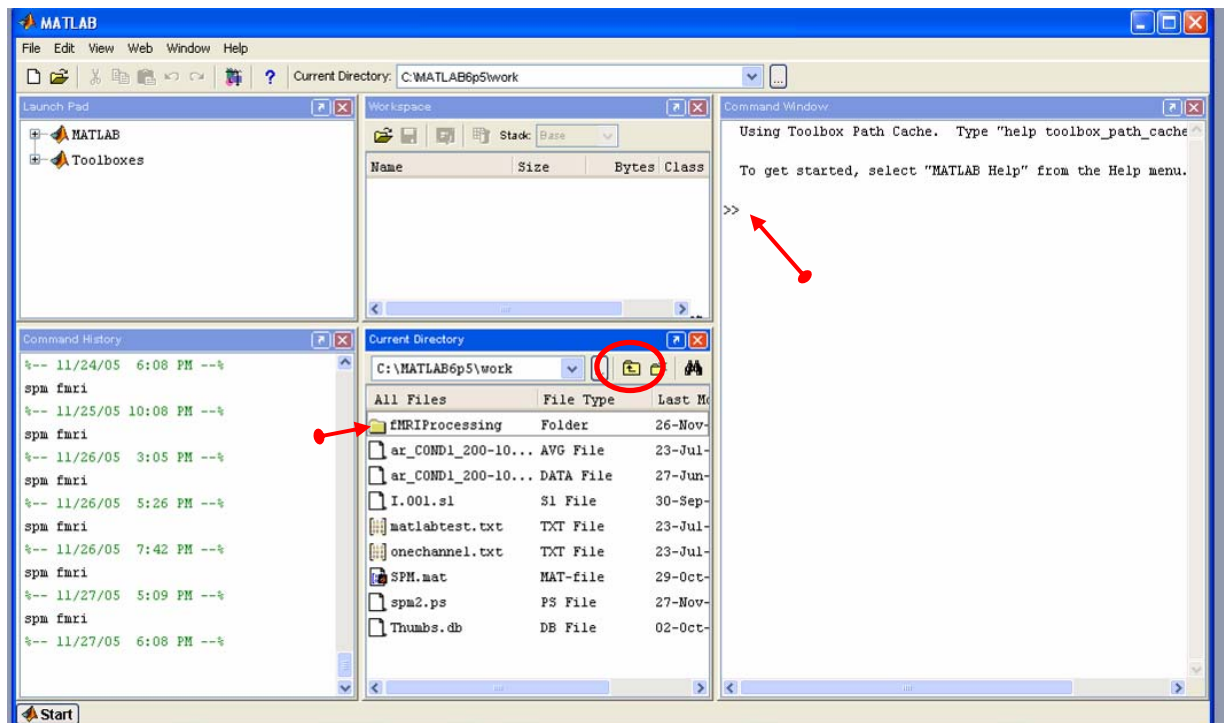 MATLAB
File Edit View Web Window Help
? Current Directory: C:\MATLAB6p5\work ...
Launch Pad
MATLAB
Toolboxes
Workspace
Stack: Base
Name Size Bytes Class
Command Window
Using Toolbox Path Cache. Type "help toolbox_path_cache
To get started, select "MATLAB Help" from the Help menu.
>>
Command History
%-- 11/24/05 6:08 PM --%
spm fmri
%-- 11/25/05 10:08 PM --%
spm fmri
%-- 11/26/05 3:05 PM --%
spm fmri
%-- 11/26/05 5:26 PM --%
spm fmri
%-- 11/26/05 7:42 PM --%
spm fmri
%-- 11/27/05 5:09 PM --%
spm fmri
%-- 11/27/05 6:08 PM --%
Current Directory
C:\MATLAB6p5\work
All Files File Type Last Mo
fMRIProcessing Folder 26-Nov-
ar_COND1_200-10... AVG File 23-Jul-
ar_COND1_200-10... DATA File 27-Jun-
I.001.sl Sl File 30-Sep-
matlabtest.txt TXT File 23-Jul-
onechannel.txt TXT File 23-Jul-
SPM.mat MAT-file 29-Oct-
spm2.ps PS File 27-Nov-
Thumbs.db DB File 02-Oct-
Start